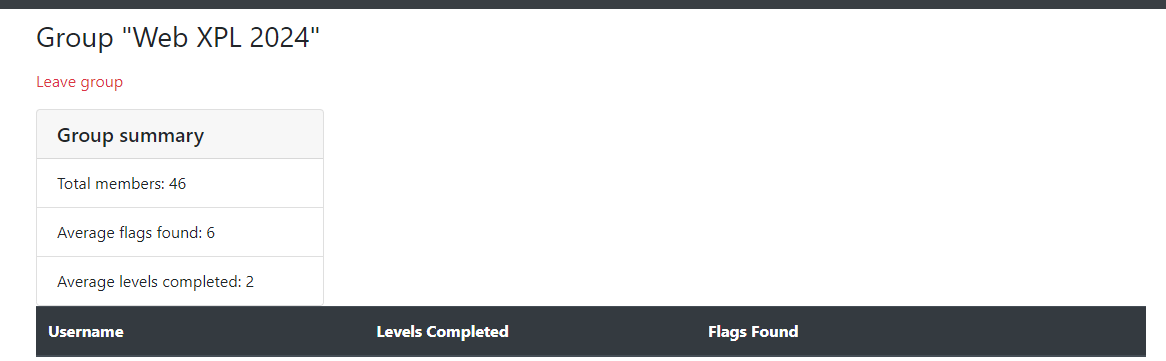 Group "Web XPL 2024"
Leave group
Group summary
Total members: 46
Average flags found: 6
Average levels completed: 2
Username Levels Completed Flags Found